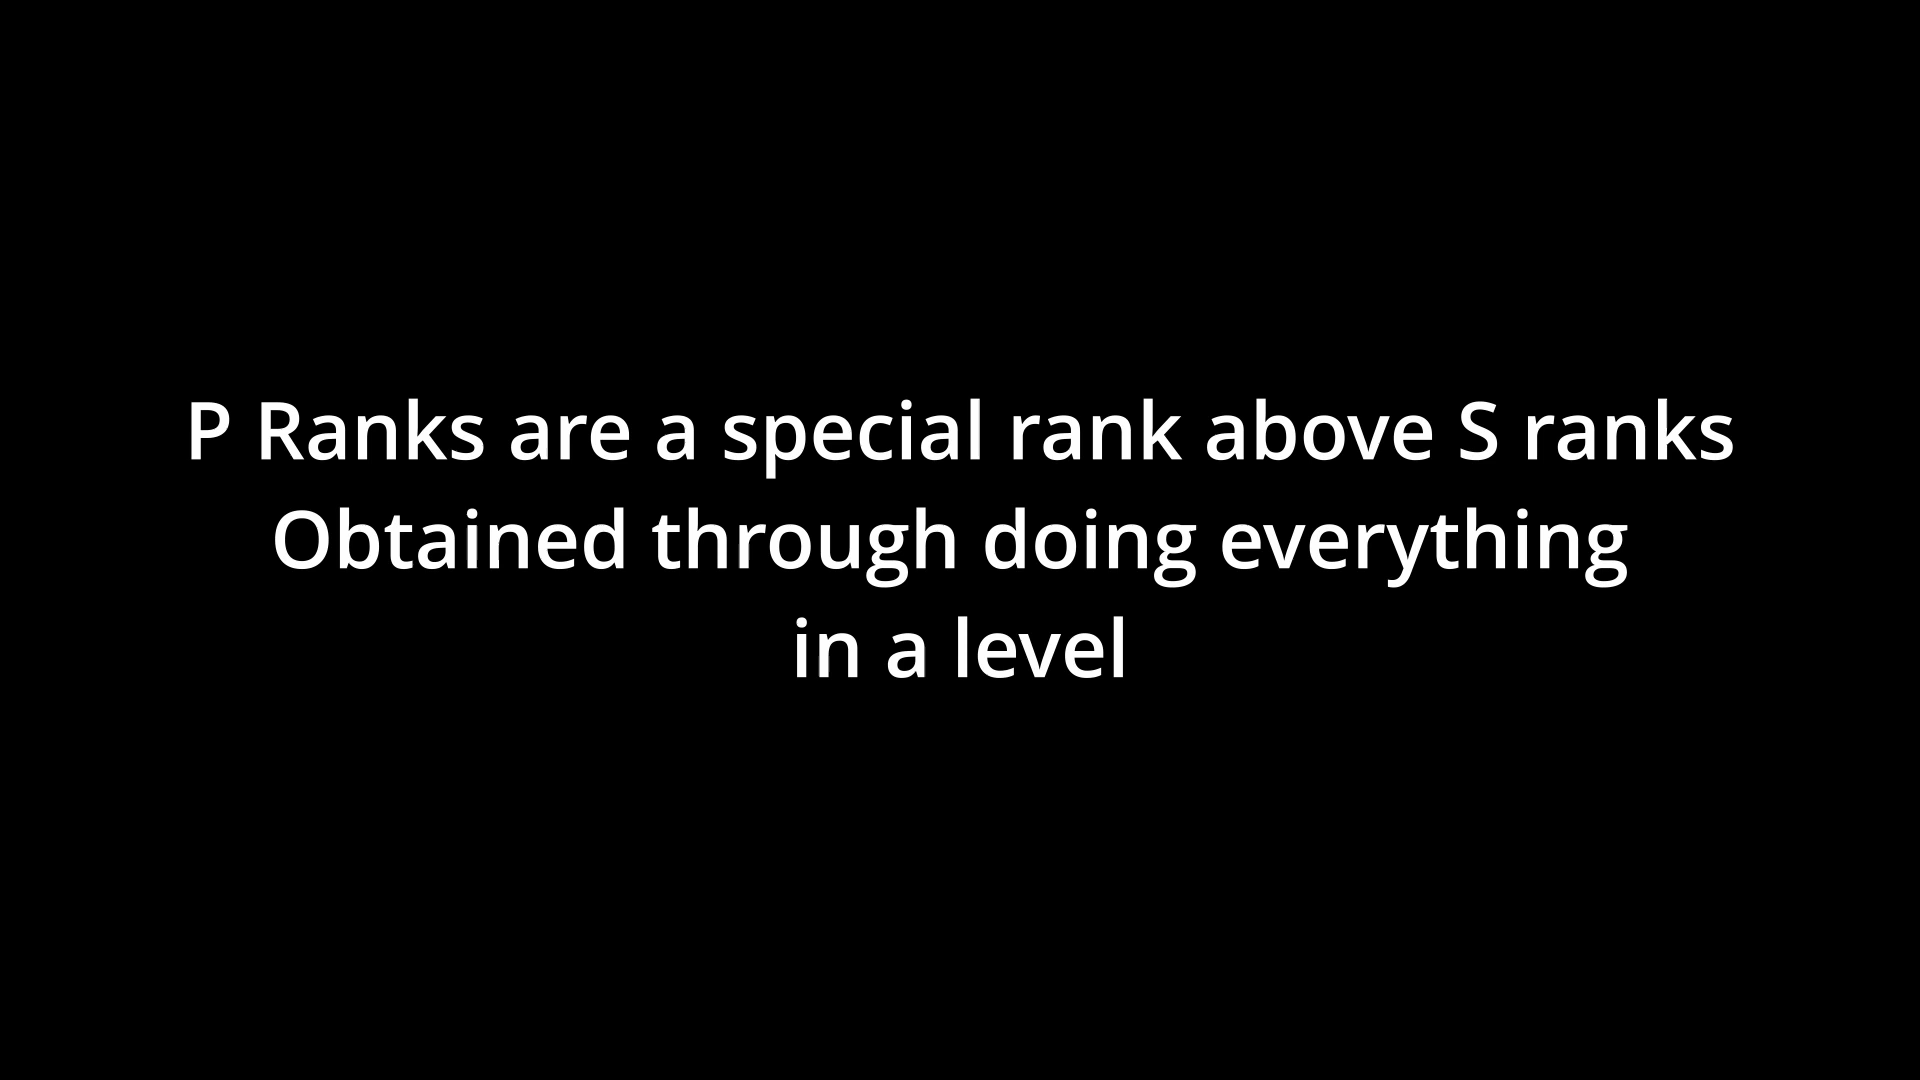 P Ranks are a special rank above S ranks
Obtained through doing everything
in a level